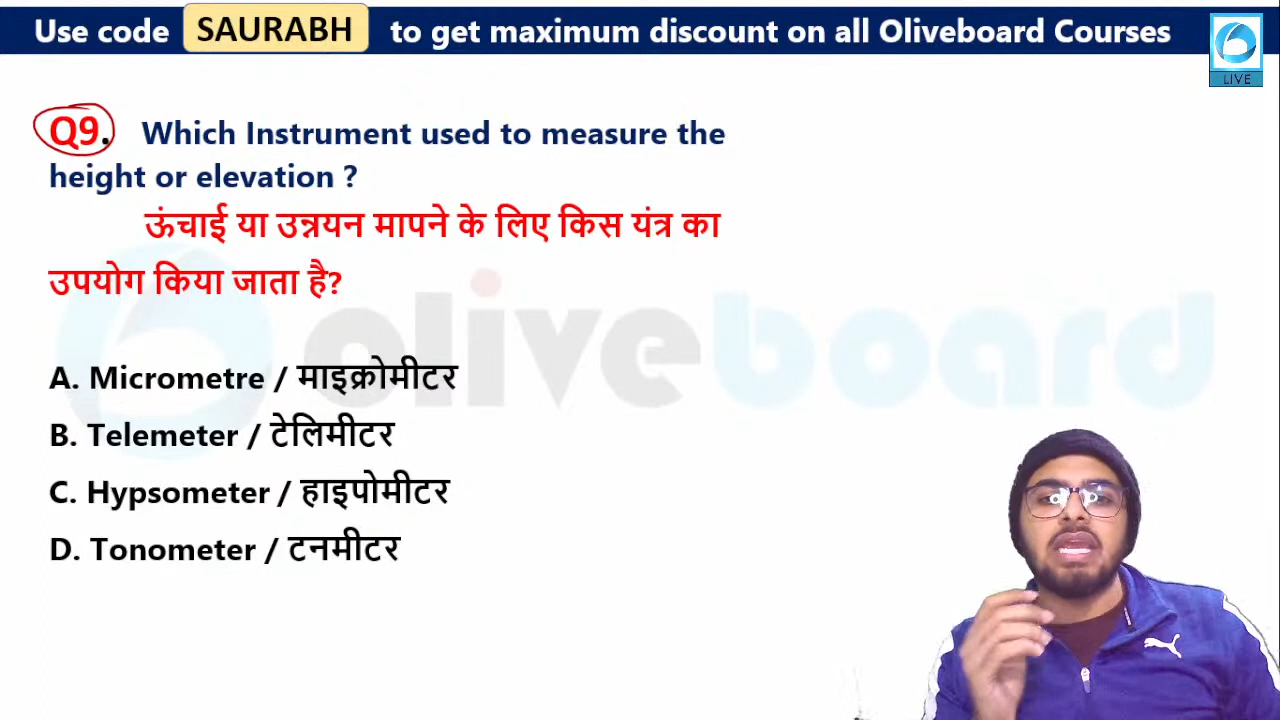 Use code SAURABH to get maximum discount on all Oliveboard Courses
LIVE
Q9. Which Instrument used to measure the
height or elevation ?
ऊंचाई या उन्नयन मापने के लिए किस यंत्र का
उपयोग किया जाता है?
oliveboard
A. Micrometre / माइक्रोमीटर
B. Telemeter / टेलिमीटर
C. Hypsometer / हाइपोमीटर
D. Tonometer / टनमीटर